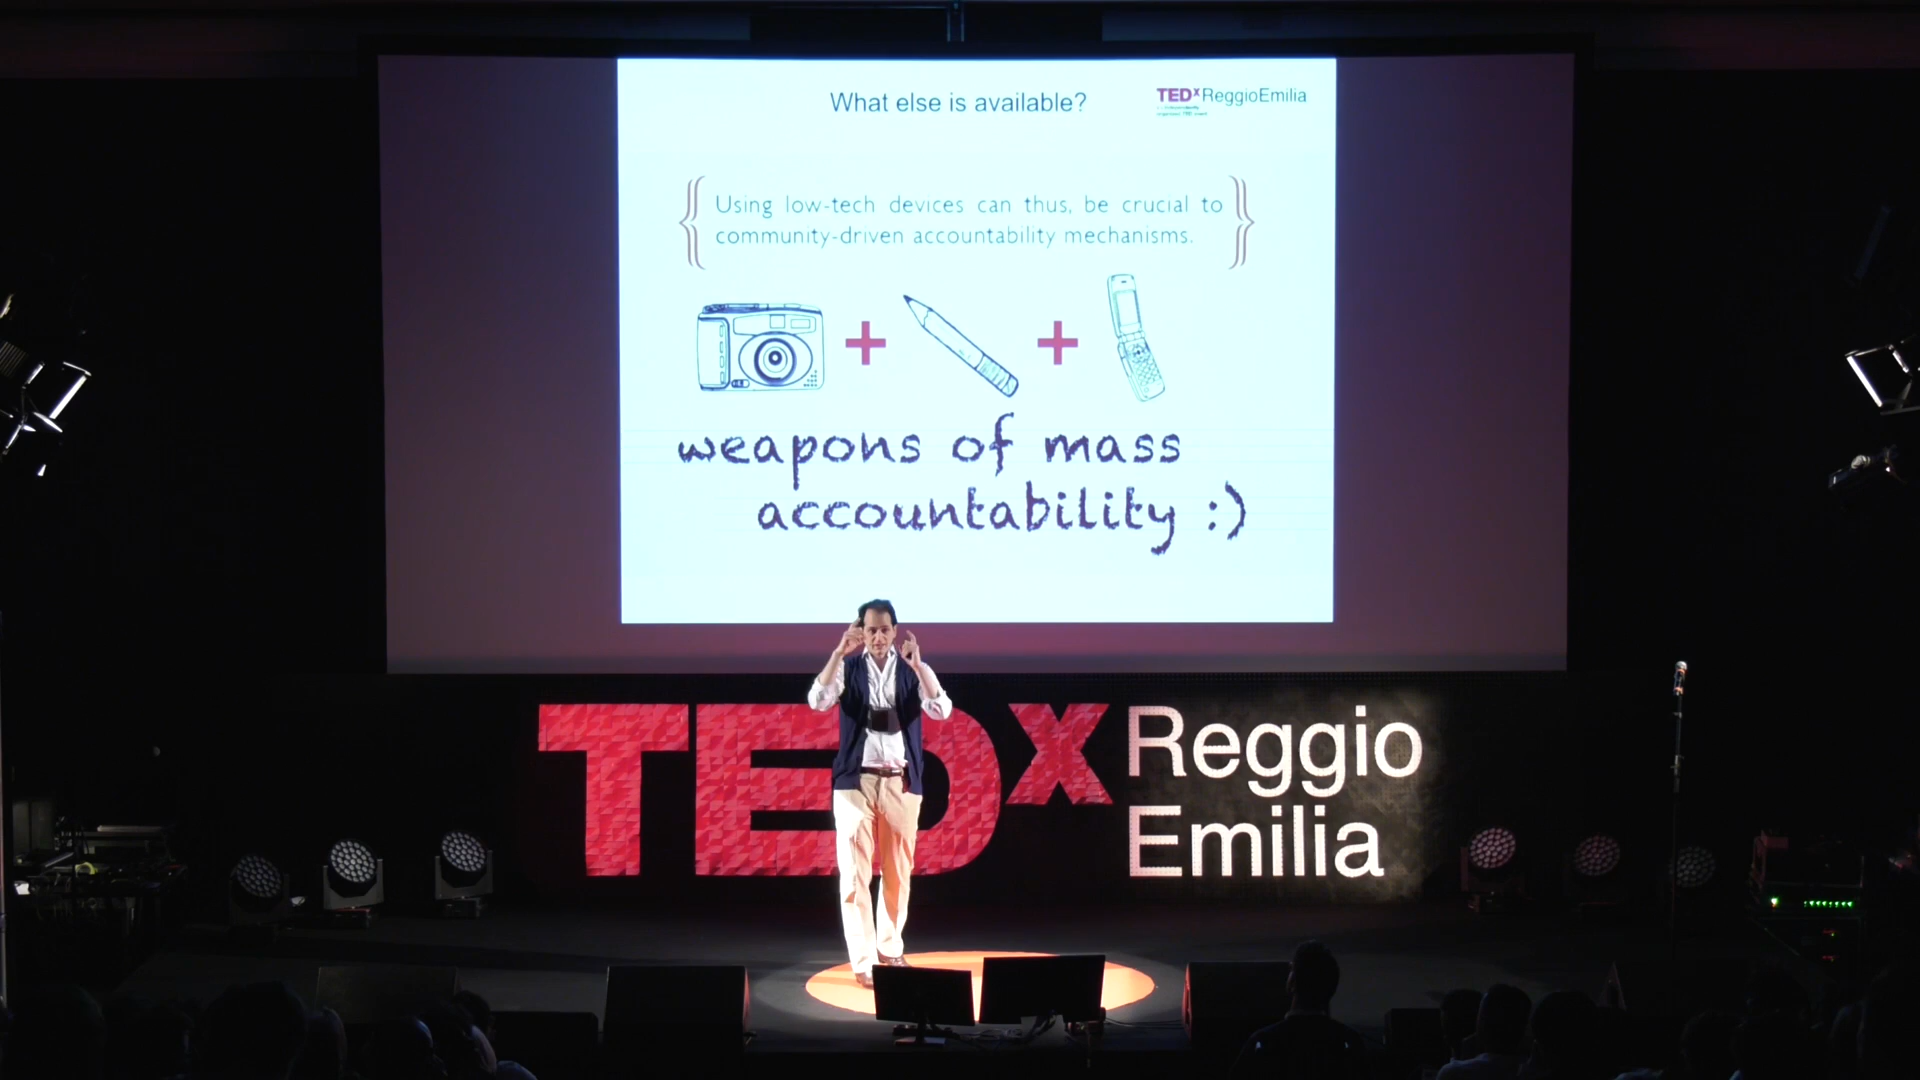 What else is available?
TEDxReggioEmilia
Using low-tech devices can thus, be crucial to
community-driven accountability mechanisms.
+ +
weapons of mass
accountability :)
TEDx Reggio
Emilia